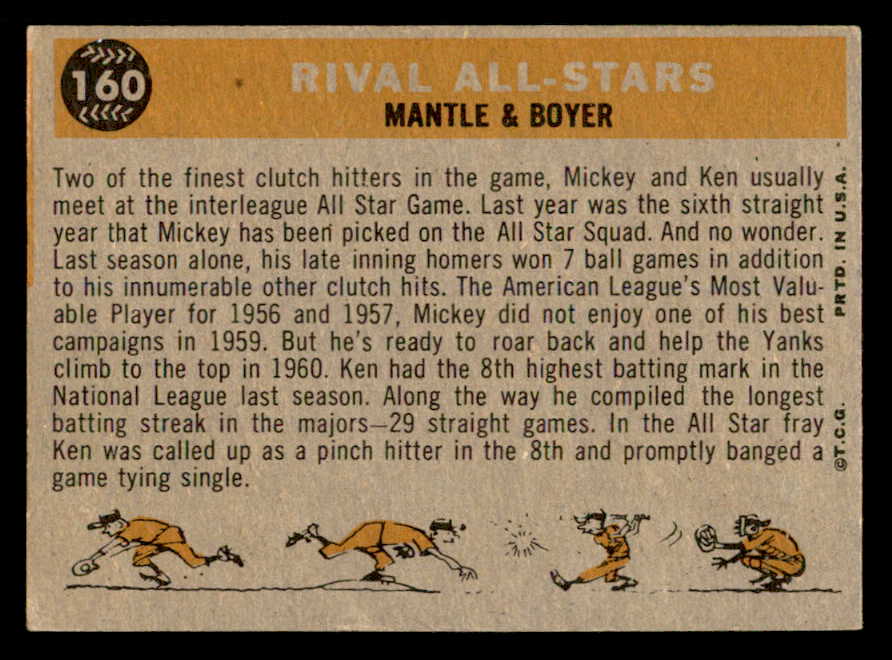 160
RIVAL ALL-STARS
MANTLE & BOYER
Two of the finest clutch hitters in the game, Mickey and Ken usually
meet at the interleague All Star Game. Last year was the sixth straight
year that Mickey has been picked on the All Star Squad. And no wonder.
Last season alone, his late inning homers won 7 ball games in addition
to his innumerable other clutch hits. The American League's Most Valu-
able Player for 1956 and 1957, Mickey did not enjoy one of his best
campaigns in 1959. But he's ready to roar back and help the Yanks
climb to the top in 1960. Ken had the 8th highest batting mark in the
National League last season. Along the way he compiled the longest
batting streak in the majors—29 straight games. In the All Star fray
Ken was called up as a pinch hitter in the 8th and promptly banged a
game tying single.
©T.C.G. PRTD. IN U.S.A.